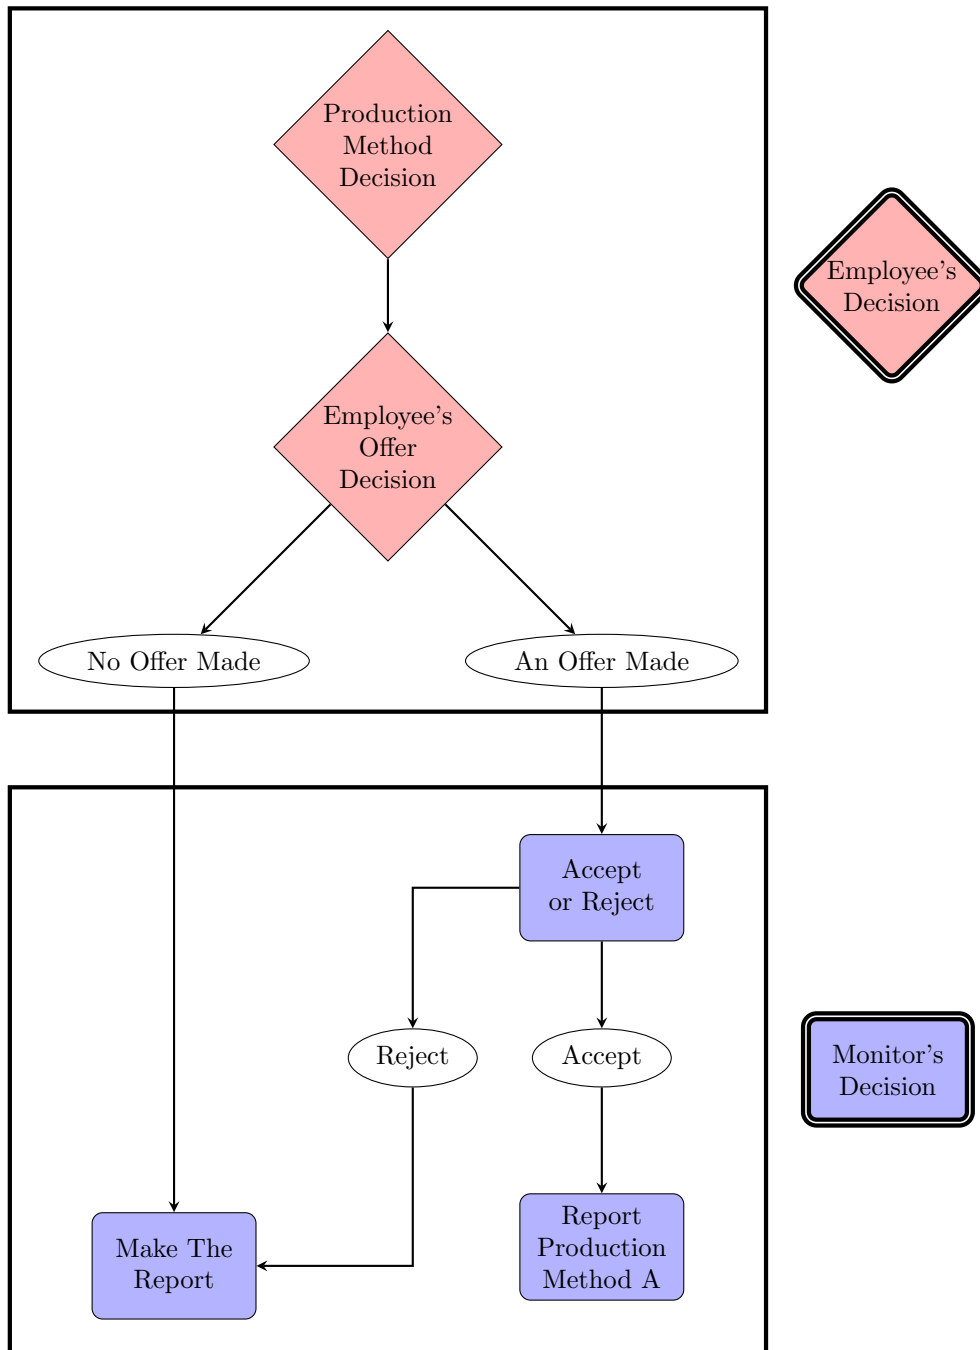 Production
Method
Decision
Employee's
Decision
Employee's
Offer
Decision
No Offer Made
An Offer Made
Accept
or Reject
Reject
Accept
Monitor's
Decision
Make The
Report
Report
Production
Method A